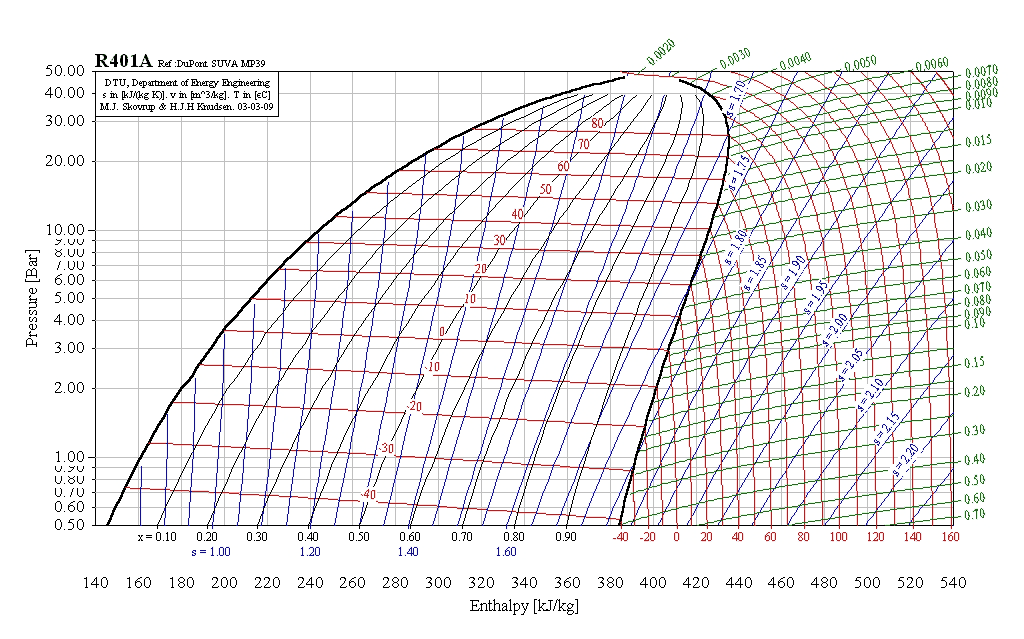 R401A Ref :DuPont SUVA MP39
DTU, Department of Energy Engineering
s in [kJ/(kg K)]. v in [m^3/kg]. T in [єC]
M.J. Skovrup & H.J.H Knudsen. 03-03-09
0.0020 0.0030 0.0040 0.0050 0.0060 0.0070
0.0080
0.0090
0.010
0.015
0.020
0.030
0.040
0.050
0.060
0.070
0.080
0.090
0.10
0.15
0.20
0.30
0.40
0.50
0.60
0.70
50.00
40.00
30.00
20.00
10.00
9.00
8.00
7.00
6.00
5.00
4.00
3.00
2.00
1.00
0.90
0.80
0.70
0.60
0.50
Pressure [Bar]
80
70
60
50
40
30
20
10
0
-10
-20
-30
-40
s = 1.70
s = 1.75
s = 1.80
s = 1.85
s = 1.90
s = 1.95
s = 2.00
s = 2.05
s = 2.10
s = 2.15
s = 2.20
x = 0.10 0.20 0.30 0.40 0.50 0.60 0.70 0.80 0.90 -40 -20 0 20 40 60 80 100 120 140 160
s = 1.00 1.20 1.40 1.60
140 160 180 200 220 240 260 280 300 320 340 360 380 400 420 440 460 480 500 520 540
Enthalpy [kJ/kg]